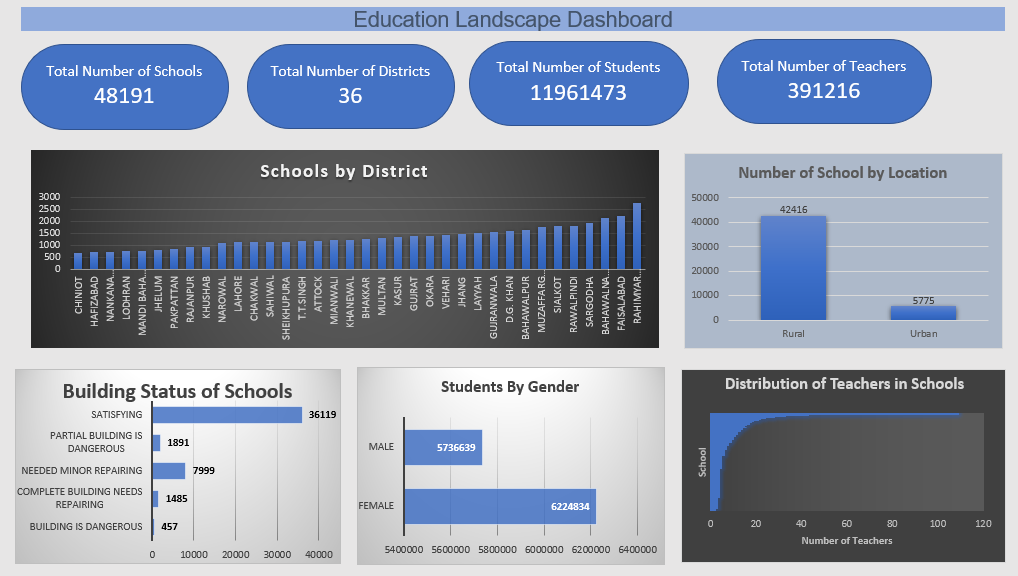 Education Landscape Dashboard
Total Number of Schools
48191
Total Number of Districts
36
Total Number of Students
11961473
Total Number of Teachers
391216
Schools by District
3000
2500
2000
1500
1000
500
0
CHINIOT
HAFIZABAD
NANKANA...
LODHRAN
MANDI BAHA...
JHELUM
PAKPATTAN
RAJANPUR
KHUSHAB
NAROWAL
LAHORE
CHAKWAL
SAHIWAL
SHEIKHUPURA
T.T.SINGH
ATTOCK
MIANWALI
KHANEWAL
BHAKKAR
MULTAN
KASUR
GUJRAT
OKARA
VEHARI
JHANG
LAYYAH
GUJRANWALA
D.G. KHAN
BAHAWALPUR
MUZAFFARG...
SIALKOT
RAWALPINDI
SARGODHA
BAHAWALNA...
FAISALABAD
RAHIMYAR...
Number of School by Location
50000
40000
30000
20000
10000
0
42416
5775
Rural
Urban
Building Status of Schools
SATISFYING
36119
PARTIAL BUILDING IS
DANGEROUS
1891
NEEDED MINOR REPAIRING
7999
COMPLETE BUILDING NEEDS
REPAIRING
1485
BUILDING IS DANGEROUS
457
0 10000 20000 30000 40000
Students By Gender
MALE
5736639
FEMALE
6224834
5400000 5600000 5800000 6000000 6200000 6400000
Distribution of Teachers in Schools
School
0 20 40 60 80 100 120
Number of Teachers